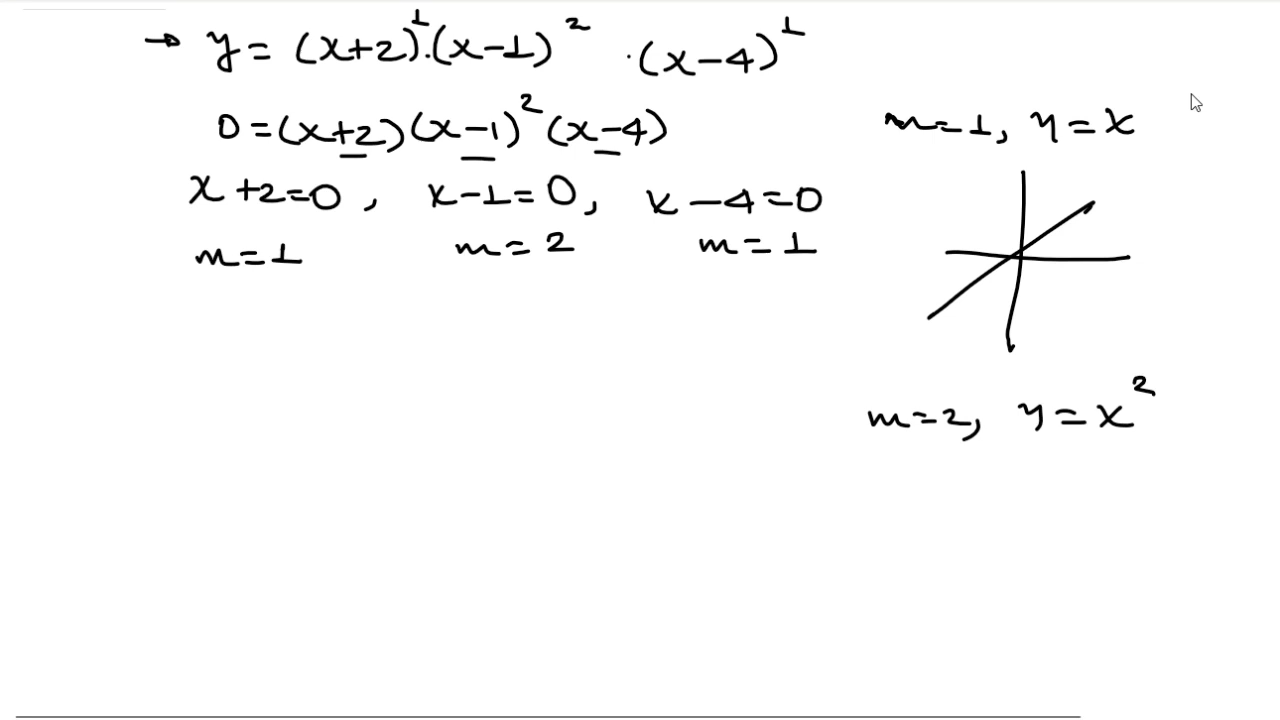 → y = (x+2)¹.(x-1)² .(x-4)¹
0 = (x+2)(x-1)²(x-4)
m=1, y=x
x+2=0, x-1=0, x-4=0
m=1 m=2 m=1
m=2, y=x²